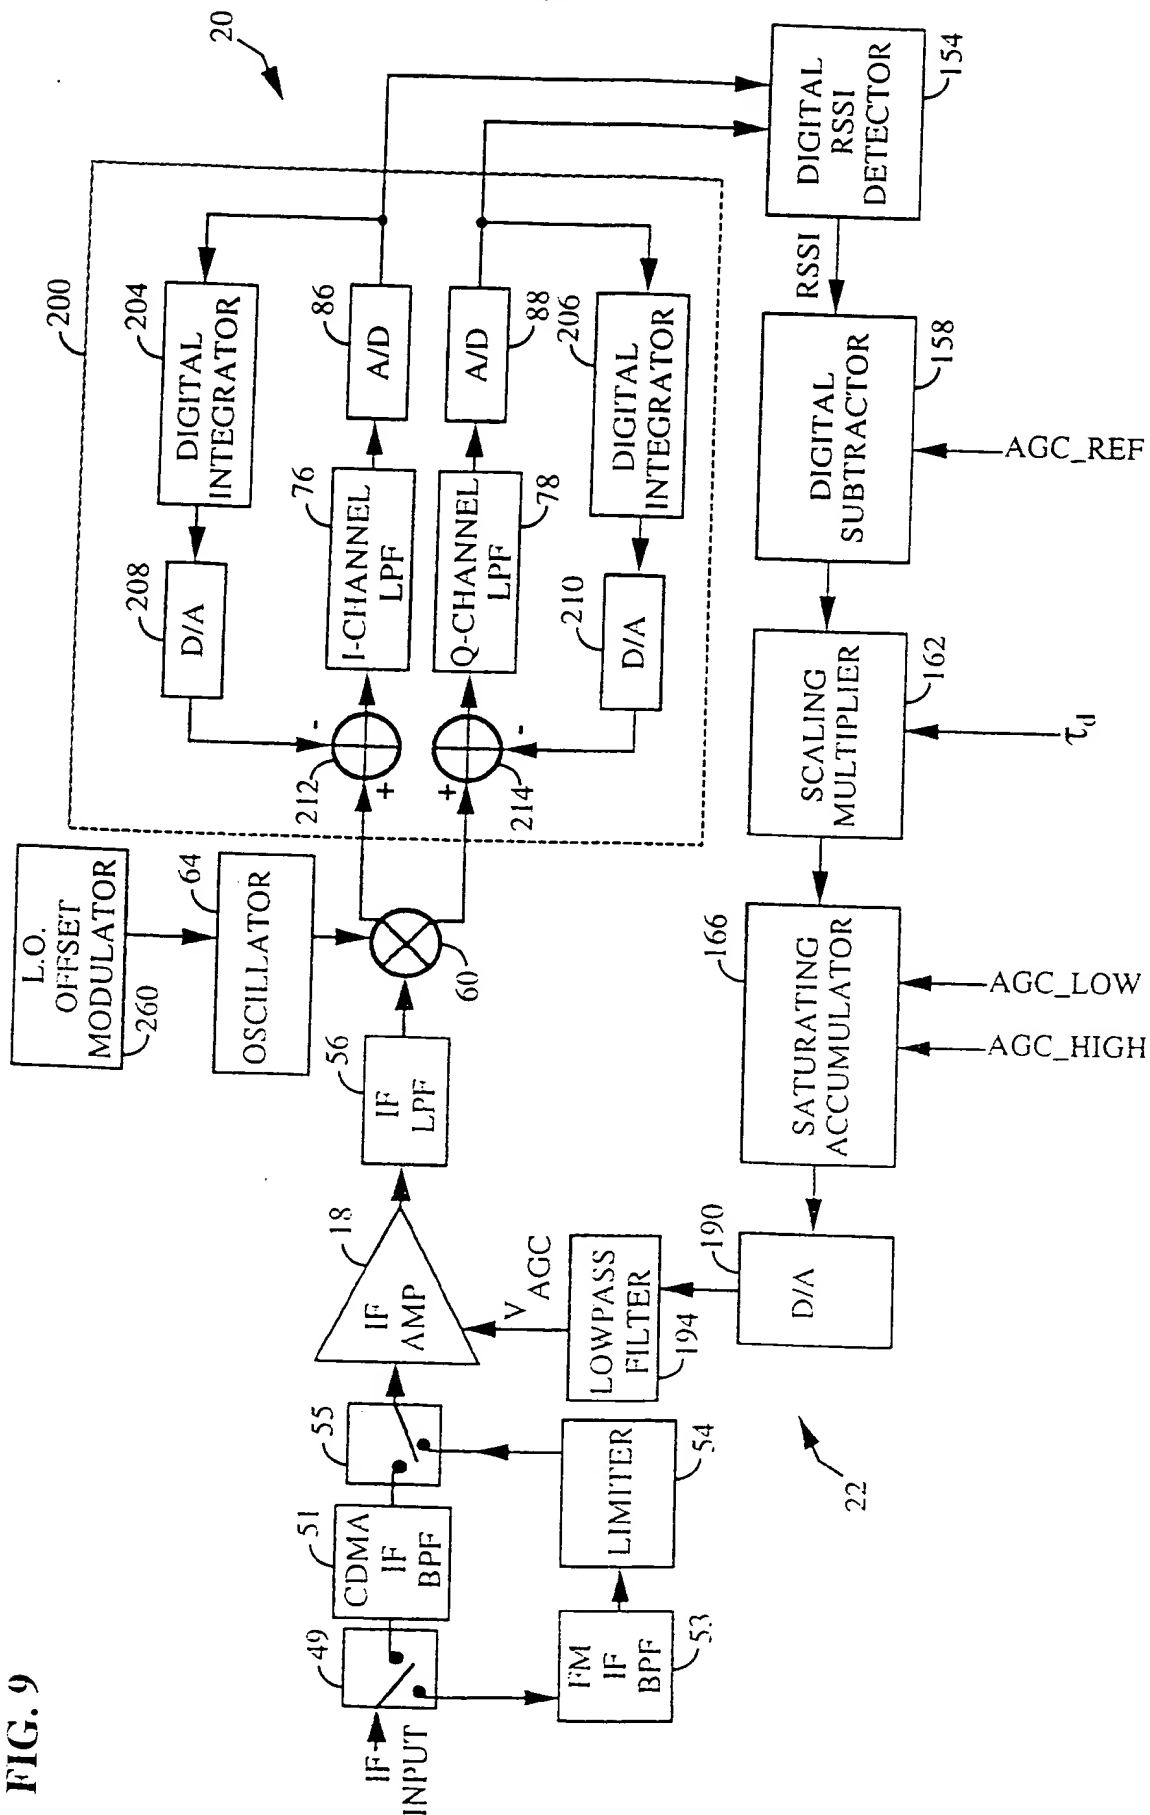 FIG. 9
IF
INPUT
49
CDMA
IF
BPF
51
FM
IF
BPF
53
LIMITER
54
55
IF
AMP
18
V AGC
LOWPASS
FILTER
194
IF
LPF
56
L.O.
OFFSET
MODULATOR
260
OSCILLATOR
64
60
200
20
212
+
-
214
+
-
D/A
208
DIGITAL
INTEGRATOR
204
I-CHANNEL
LPF
76
A/D
86
Q-CHANNEL
LPF
78
A/D
88
D/A
210
DIGITAL
INTEGRATOR
206
DIGITAL
RSSI
DETECTOR
154
RSSI
DIGITAL
SUBTRACTOR
158
AGC_REF
SCALING
MULTIPLIER
162
τd
SATURATING
ACCUMULATOR
166
AGC_LOW
AGC_HIGH
D/A
190
22